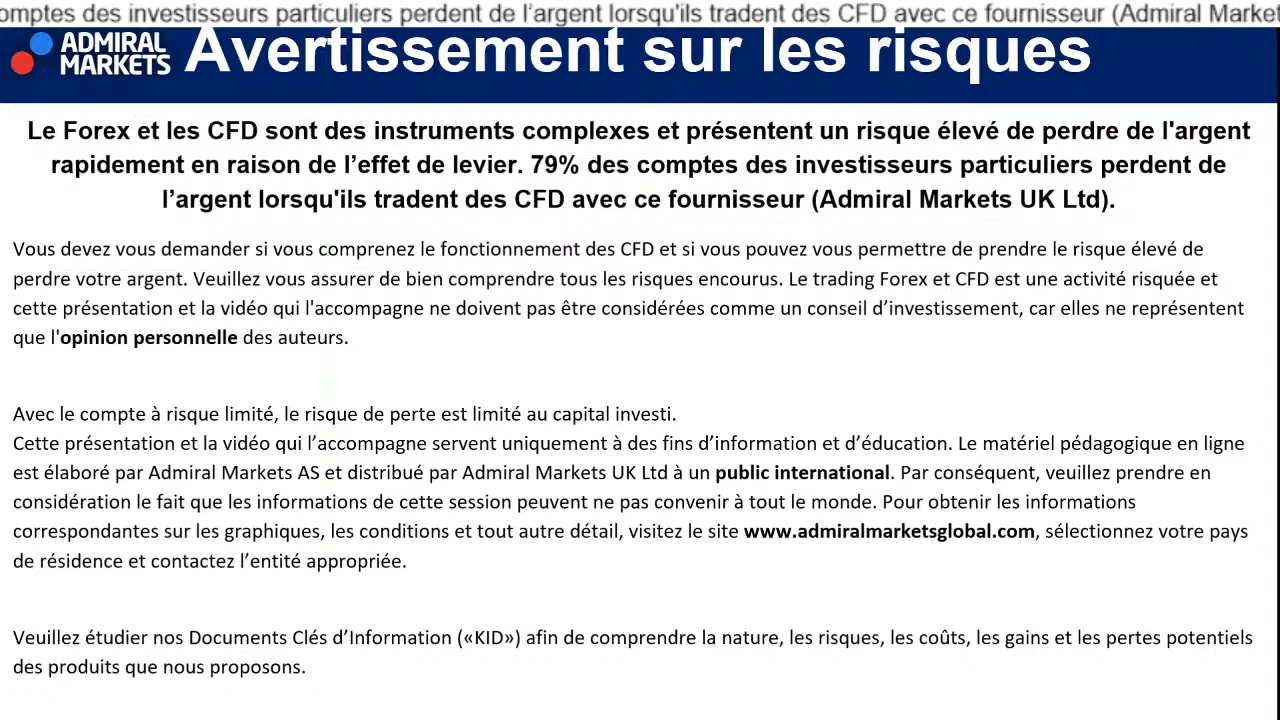 omptes des investisseurs particuliers perdent de l’argent lorsqu'ils tradent des CFD avec ce fournisseur (Admiral Market
ADMIRAL
MARKETS
Avertissement sur les risques
Le Forex et les CFD sont des instruments complexes et présentent un risque élevé de perdre de l'argent
rapidement en raison de l’effet de levier. 79% des comptes des investisseurs particuliers perdent de
l’argent lorsqu'ils tradent des CFD avec ce fournisseur (Admiral Markets UK Ltd).
Vous devez vous demander si vous comprenez le fonctionnement des CFD et si vous pouvez vous permettre de prendre le risque élevé de
perdre votre argent. Veuillez vous assurer de bien comprendre tous les risques encourus. Le trading Forex et CFD est une activité risquée et
cette présentation et la vidéo qui l'accompagne ne doivent pas être considérées comme un conseil d’investissement, car elles ne représentent
que l'opinion personnelle des auteurs.
Avec le compte à risque limité, le risque de perte est limité au capital investi.
Cette présentation et la vidéo qui l’accompagne servent uniquement à des fins d’information et d’éducation. Le matériel pédagogique en ligne
est élaboré par Admiral Markets AS et distribué par Admiral Markets UK Ltd à un public international. Par conséquent, veuillez prendre en
considération le fait que les informations de cette session peuvent ne pas convenir à tout le monde. Pour obtenir les informations
correspondantes sur les graphiques, les conditions et tout autre détail, visitez le site www.admiralmarketsglobal.com, sélectionnez votre pays
de résidence et contactez l’entité appropriée.
Veuillez étudier nos Documents Clés d’Information («KID») afin de comprendre la nature, les risques, les coûts, les gains et les pertes potentiels
des produits que nous proposons.